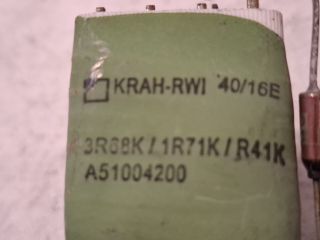 KRAH-RWI 40/16E
3R68K / 1R71K / R41K
A51004200